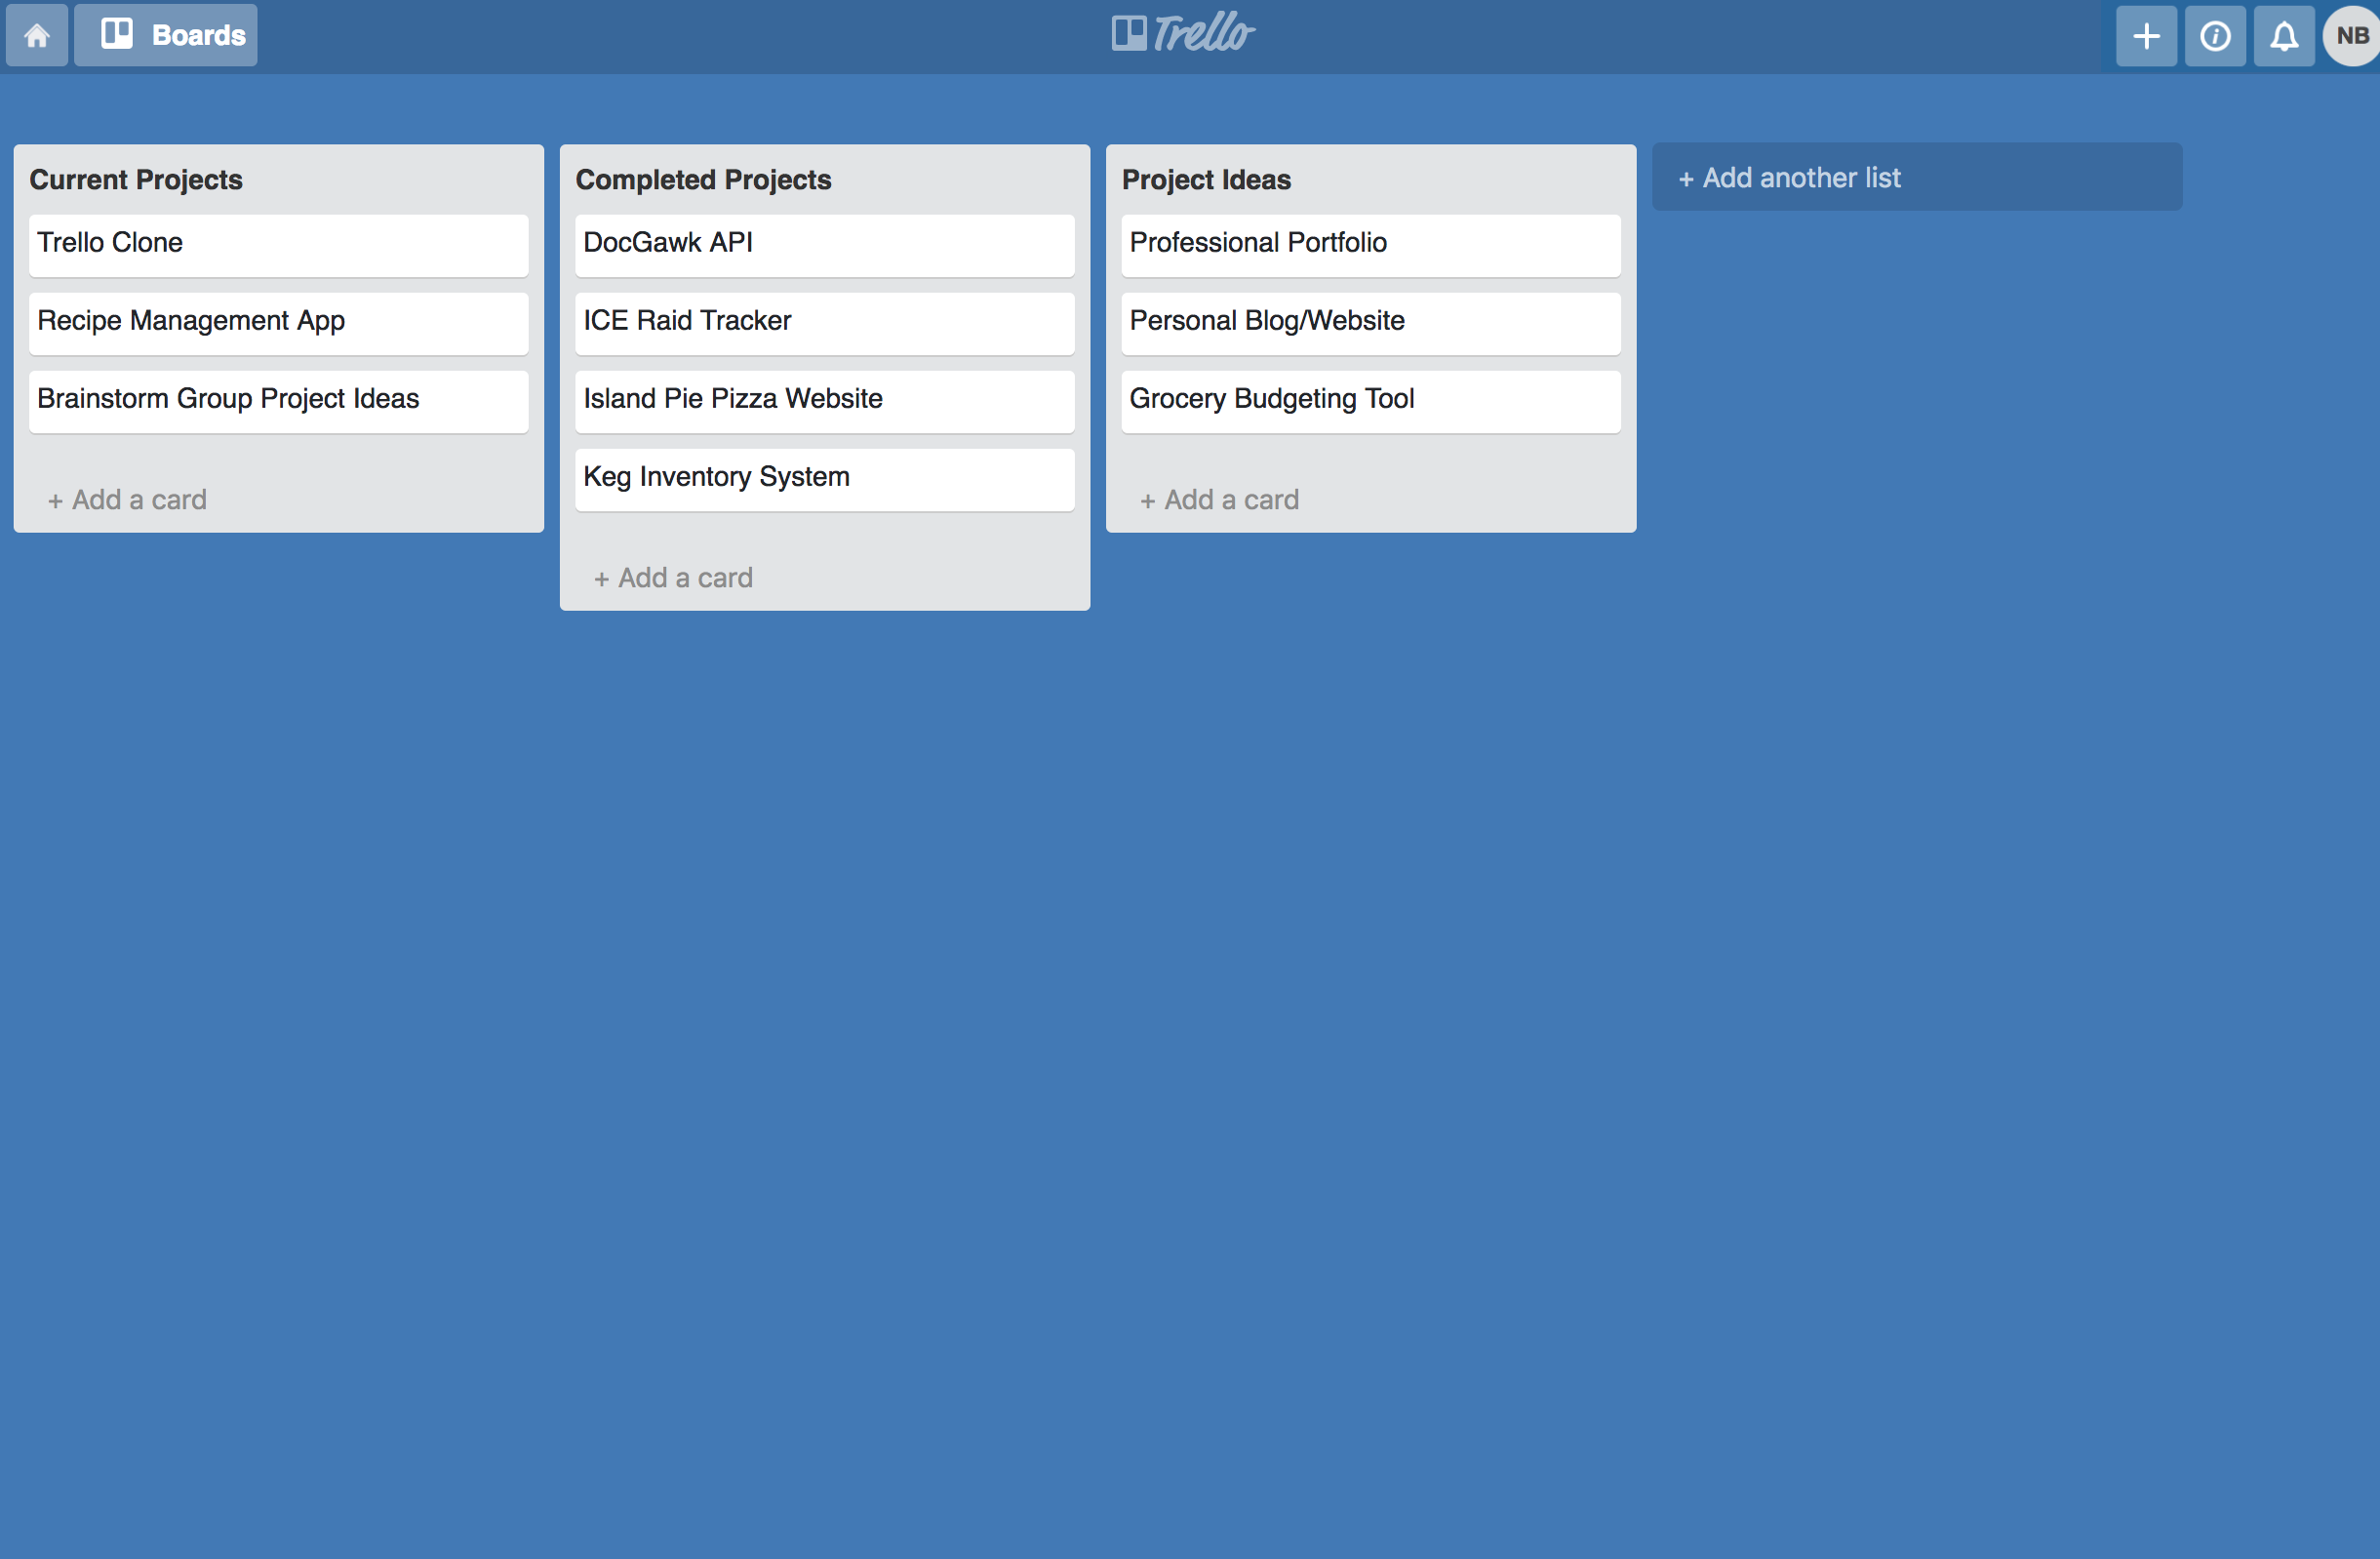 Boards
Trello
NB
Current Projects
Trello Clone
Recipe Management App
Brainstorm Group Project Ideas
+ Add a card
Completed Projects
DocGawk API
ICE Raid Tracker
Island Pie Pizza Website
Keg Inventory System
+ Add a card
Project Ideas
Professional Portfolio
Personal Blog/Website
Grocery Budgeting Tool
+ Add a card
+ Add another list